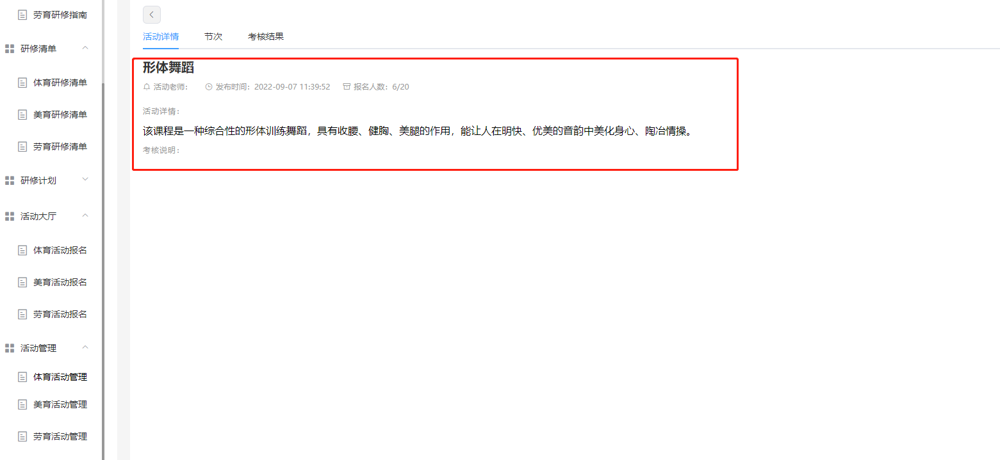 劳育研修指南
研修清单
体育研修清单
美育研修清单
劳育研修清单
研修计划
活动大厅
体育活动报名
美育活动报名
劳育活动报名
活动管理
体育活动管理
美育活动管理
劳育活动管理
活动详情 节次 考核结果
形体舞蹈
活动老师： 发布时间：2022-09-07 11:39:52 报名人数：6/20
活动详情：
该课程是一种综合性的形体训练舞蹈，具有收腰、健胸、美腿的作用，能让人在明快、优美的音韵中美化身心、陶冶情操。
考核说明：